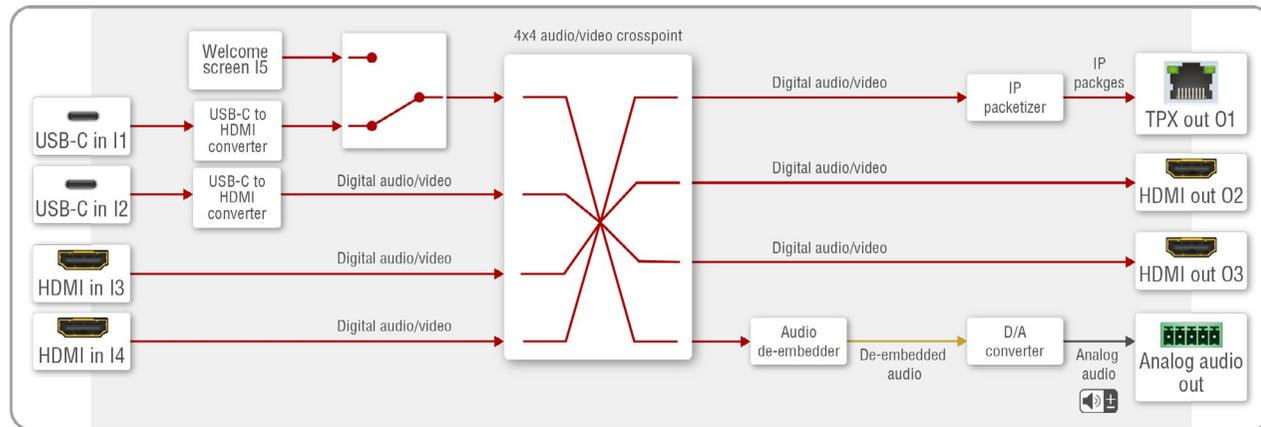 4x4 audio/video crosspoint
Welcome
screen I5
USB-C in I1
USB-C to
HDMI
converter
USB-C in I2
USB-C to
HDMI
converter
Digital audio/video
HDMI in I3
Digital audio/video
HDMI in I4
Digital audio/video
Digital audio/video
IP
packetizer
IP
packges
TPX out O1
Digital audio/video
HDMI out O2
Digital audio/video
HDMI out O3
Audio
de-embedder
De-embedded
audio
D/A
converter
Analog
audio
Analog audio
out